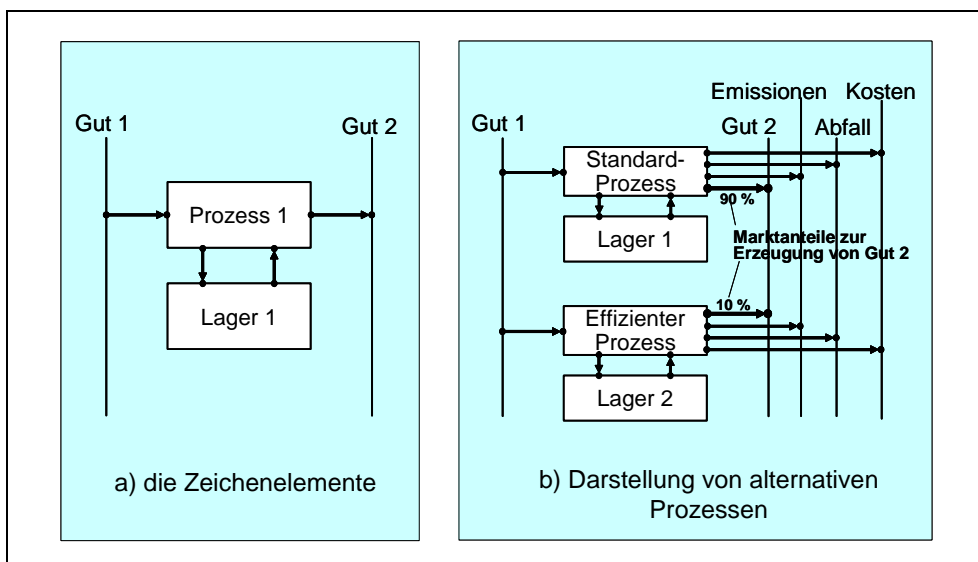 Gut 1
Gut 2
Prozess 1
Lager 1
a) die Zeichenelemente
Emissionen
Kosten
Gut 1
Gut 2
Abfall
Standard-
Prozess
90 %
Lager 1
Marktanteile zur
Erzeugung von Gut 2
10 %
Effizienter
Prozess
Lager 2
b) Darstellung von alternativen
Prozessen